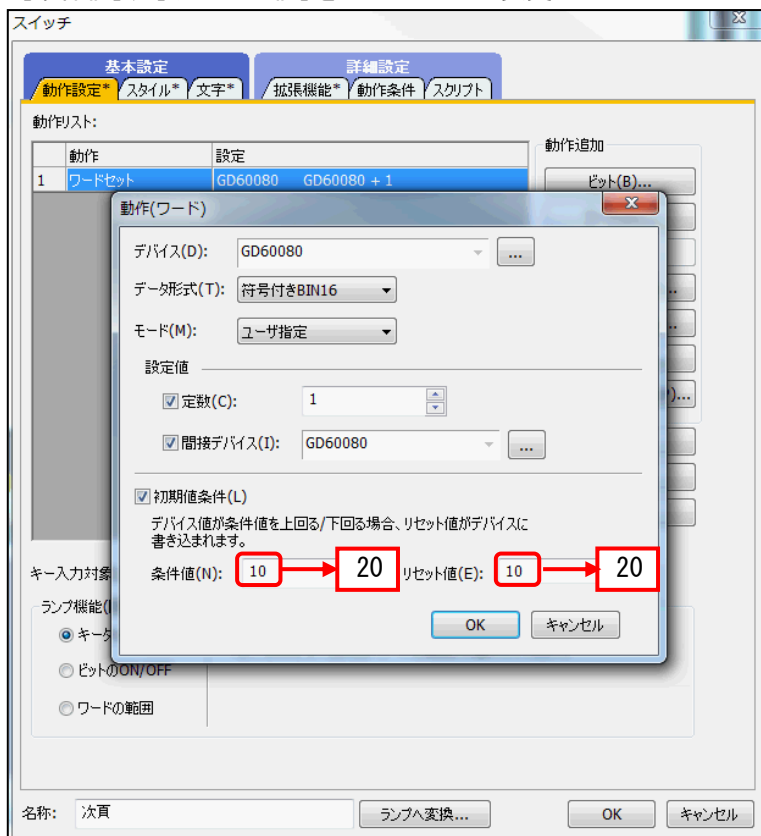 スイッチ
基本設定
詳細設定
動作設定* スタイル* 文字* 拡張機能* 動作条件 スクリプト
動作リスト:
動作追加
動作 設定
1 ワードセット GD60080 GD60080 + 1
ビット(B)...
動作(ワード)
デバイス(D): GD60080 ...
データ形式(T): 符号付きBIN16
モード(M): ユーザ指定
設定値
定数(C): 1
間接デバイス(I): GD60080 ...
初期値条件(L)
デバイス値が条件値を上回る/下回る場合、リセット値がデバイスに
書き込まれます。
条件値(N): 10 20 リセット値(E): 10 20
OK キャンセル
キー入力対象
ランプ機能(
キー
ビットのON/OFF
ワードの範囲
名称: 次頁 ランプへ変換... OK キャンセル